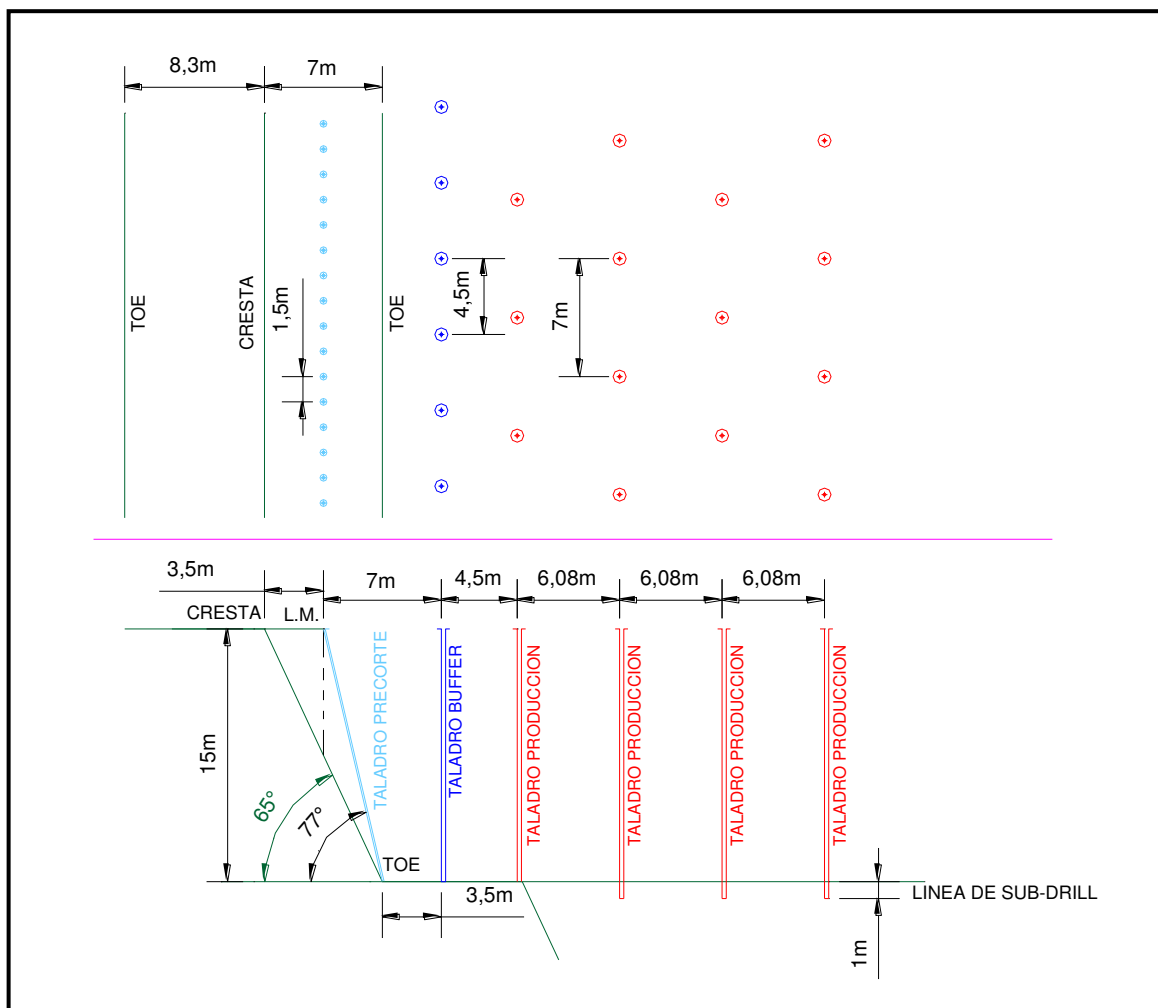 8,3m
7m
TOE
CRESTA
1,5m
TOE
4,5m
7m
3,5m
7m
4,5m
6,08m
6,08m
6,08m
CRESTA
L.M.
15m
65°
77°
TALADRO PRECORTE
TALADRO BUFFER
TALADRO PRODUCCION
TALADRO PRODUCCION
TALADRO PRODUCCION
TALADRO PRODUCCION
TOE
3,5m
LINEA DE SUB-DRILL
1m